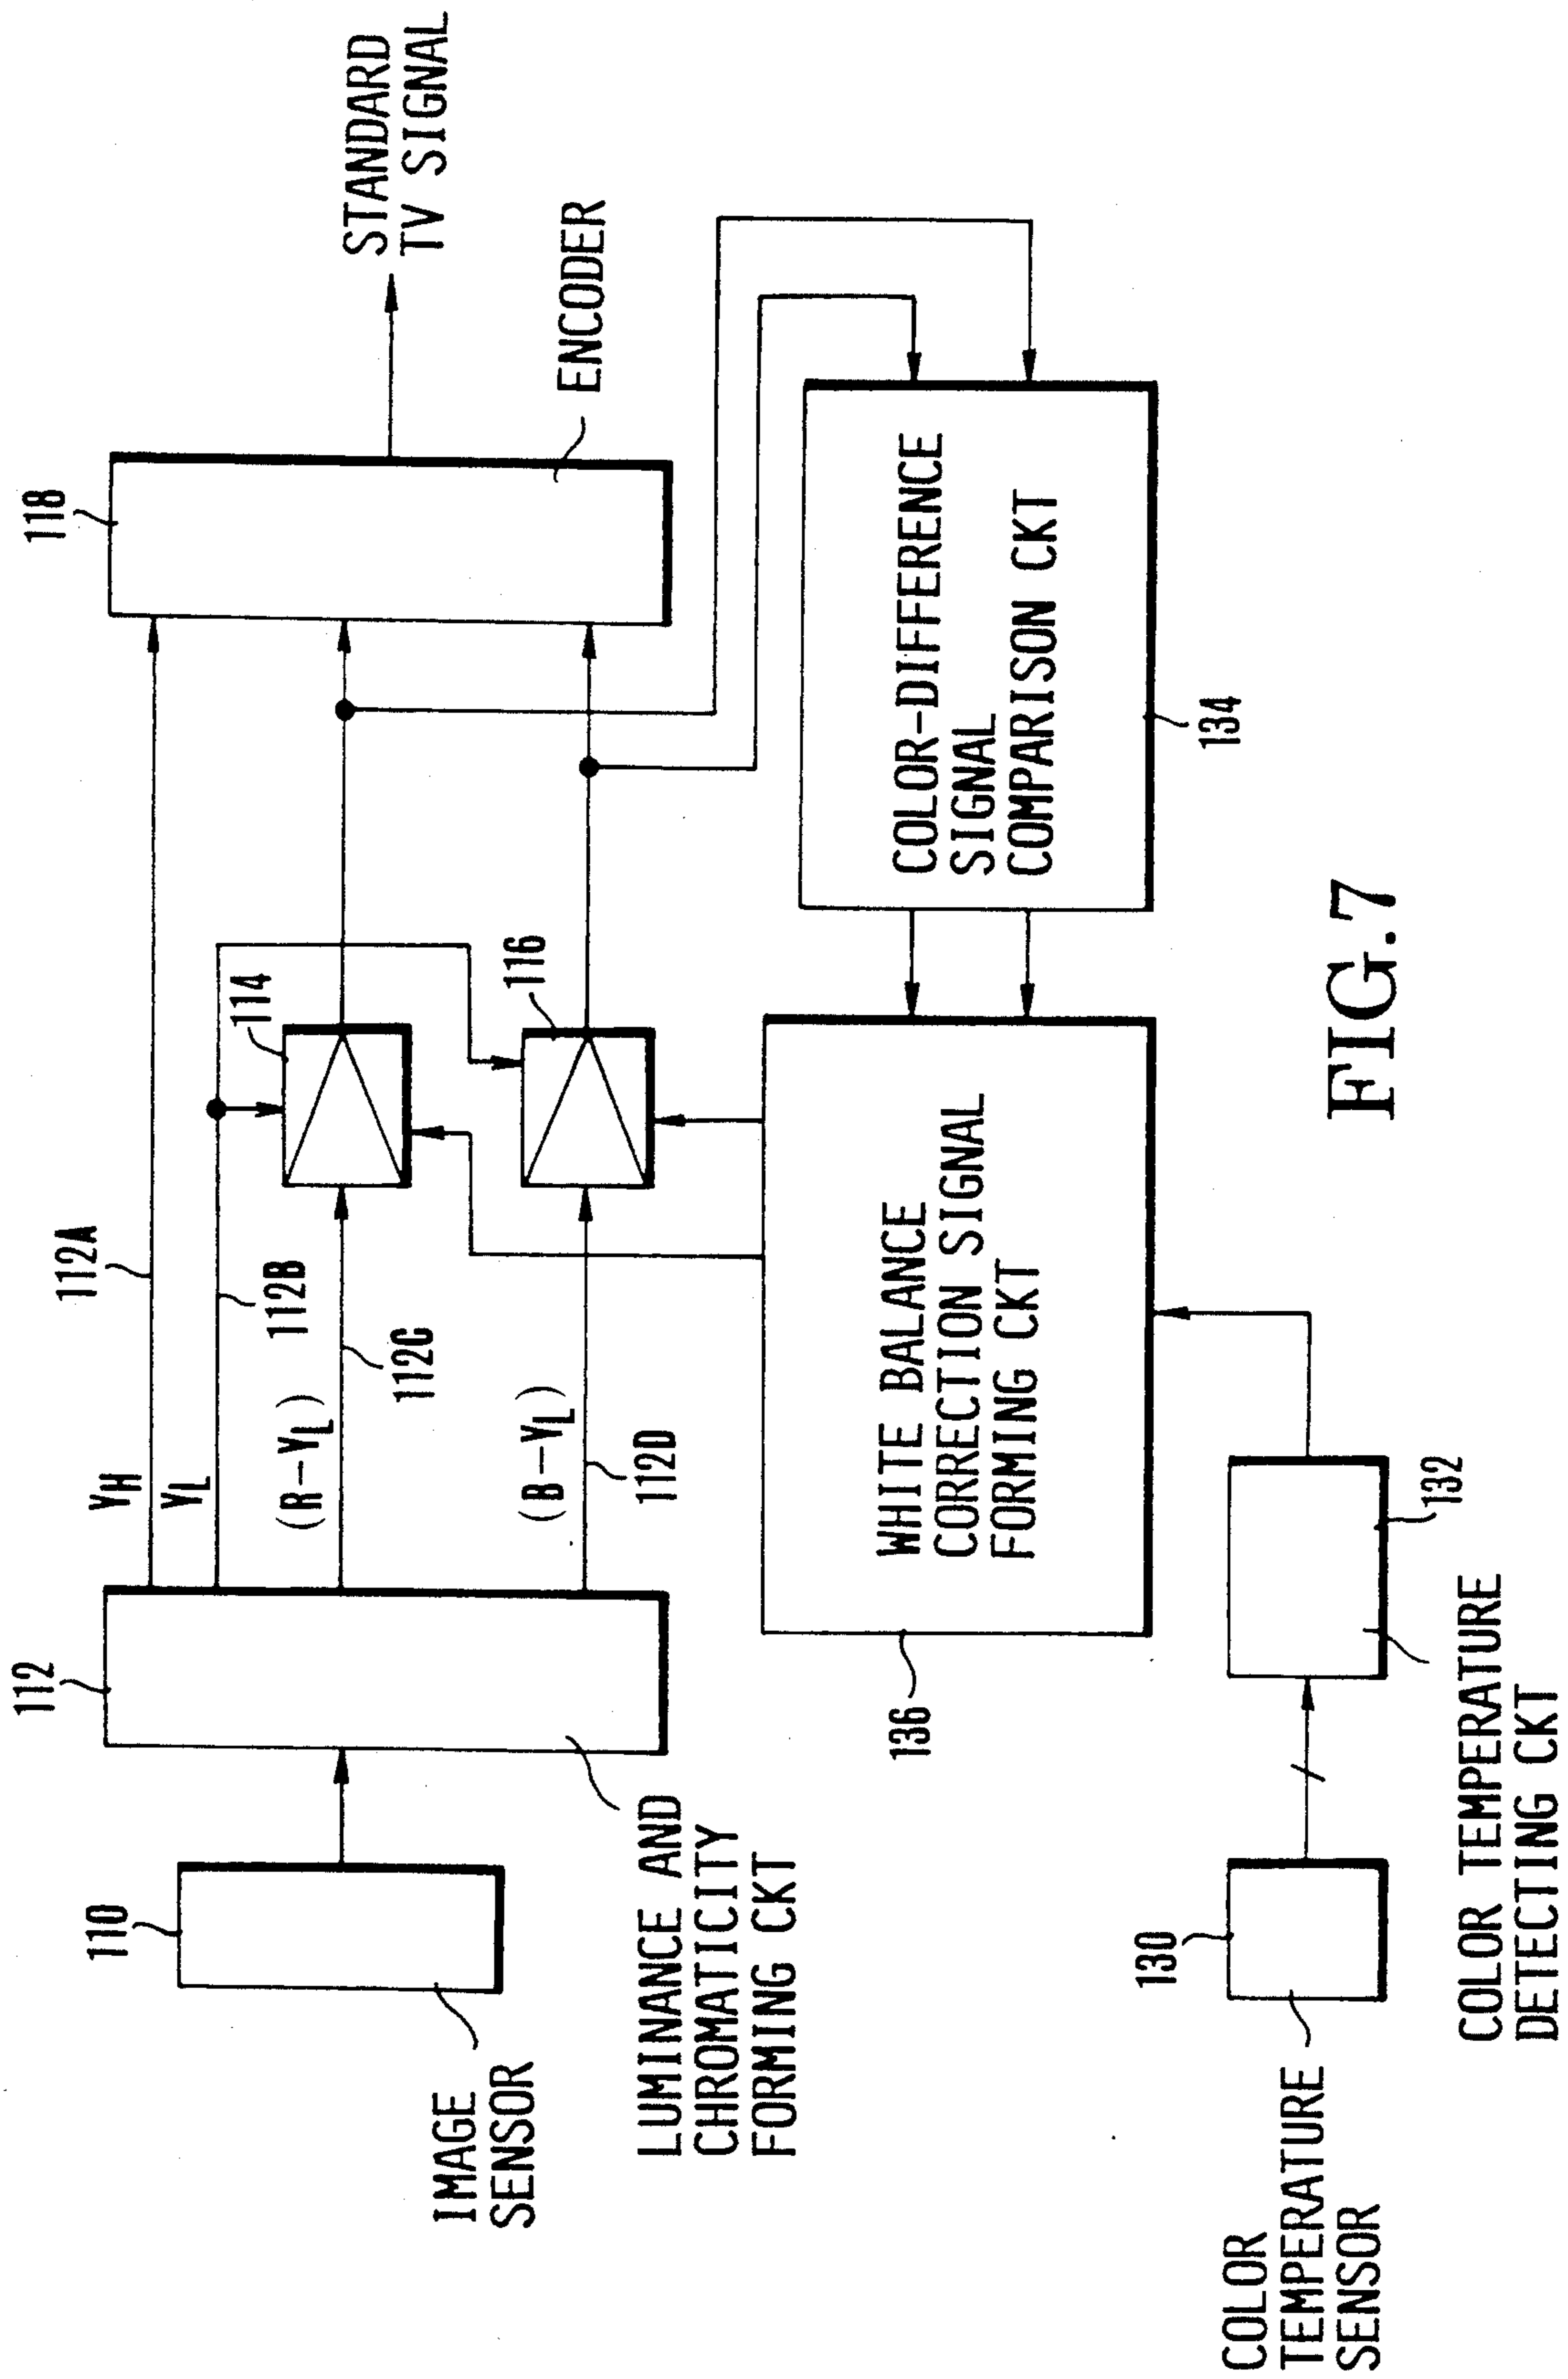 110
IMAGE
SENSOR
112
LUMINANCE AND
CHROMATICITY
FORMING CKT
YH
YL
(R-YL)
(B-YL)
112A
112B
112C
112D
114
116
118
ENCODER
STANDARD
TV SIGNAL
136
WHITE BALANCE
CORRECTION SIGNAL
FORMING CKT
COLOR-DIFFERENCE
SIGNAL
COMPARISON CKT
134
130
COLOR
TEMPERATURE
SENSOR
132
COLOR TEMPERATURE
DETECTING CKT
FIG.7